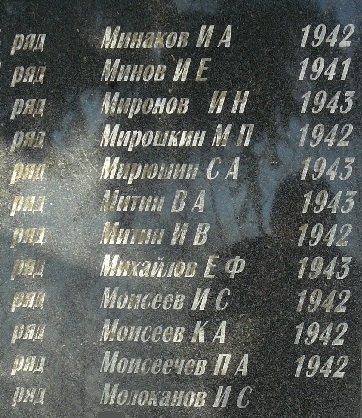 ряд Минаков И А 1942
ряд Минов И Е 1941
ряд Миронов И Н 1943
ряд Мирошкин М П 1942
ряд Мирюшин С А 1943
ряд Митин В А 1943
ряд Митин И В 1942
ряд Михайлов Е Ф 1943
ряд Моисеев И С 1942
ряд Моисеев К А 1942
ряд Моисеечев П А 1942
ряд Молоканов И С